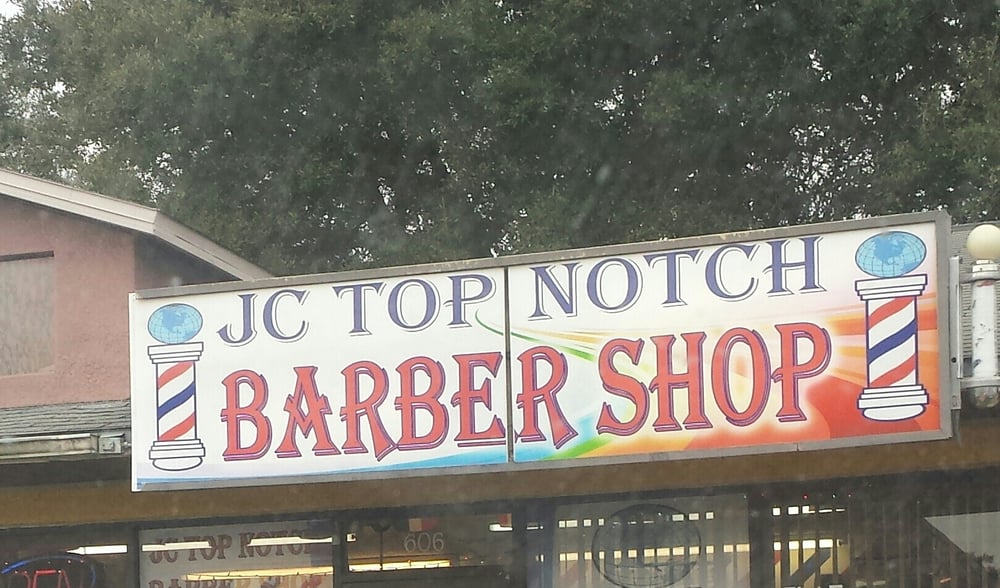 JC TOP NOTCH
BARBER SHOP
606
JC TOP NOTCH